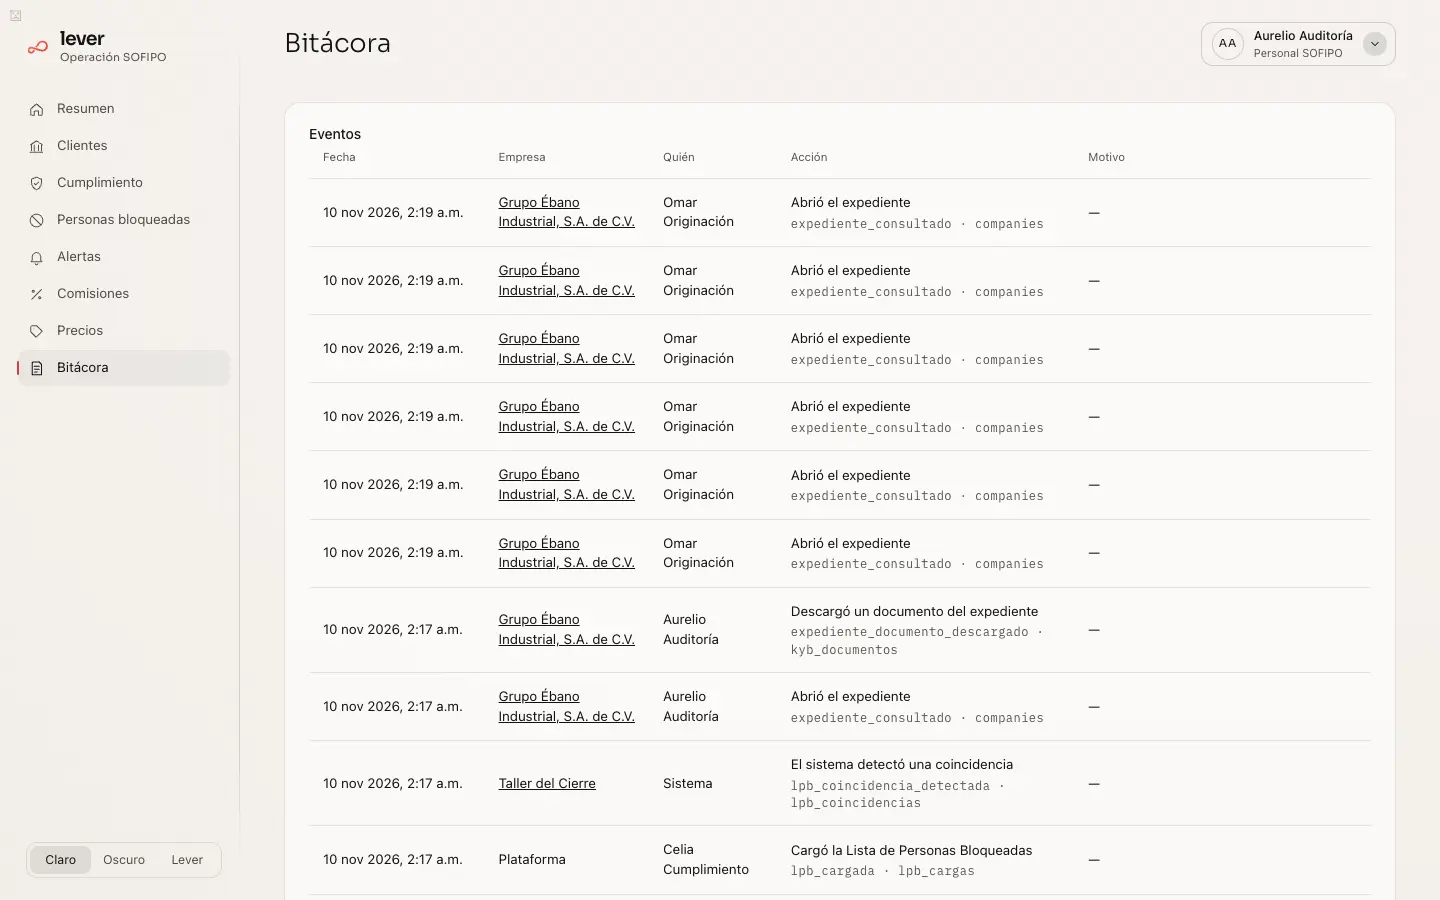 lever
Operación SOFIPO
Resumen
Clientes
Cumplimiento
Personas bloqueadas
Alertas
Comisiones
Precios
Bitácora
Claro Oscuro Lever
Bitácora
AA
Aurelio Auditoría
Personal SOFIPO
Eventos
Fecha Empresa Quién Acción Motivo
10 nov 2026, 2:19 a.m. Grupo Ébano Industrial, S.A. de C.V. Omar Originación Abrió el expediente expediente_consultado · companies —
10 nov 2026, 2:19 a.m. Grupo Ébano Industrial, S.A. de C.V. Omar Originación Abrió el expediente expediente_consultado · companies —
10 nov 2026, 2:19 a.m. Grupo Ébano Industrial, S.A. de C.V. Omar Originación Abrió el expediente expediente_consultado · companies —
10 nov 2026, 2:19 a.m. Grupo Ébano Industrial, S.A. de C.V. Omar Originación Abrió el expediente expediente_consultado · companies —
10 nov 2026, 2:19 a.m. Grupo Ébano Industrial, S.A. de C.V. Omar Originación Abrió el expediente expediente_consultado · companies —
10 nov 2026, 2:19 a.m. Grupo Ébano Industrial, S.A. de C.V. Omar Originación Abrió el expediente expediente_consultado · companies —
10 nov 2026, 2:17 a.m. Grupo Ébano Industrial, S.A. de C.V. Aurelio Auditoría Descargó un documento del expediente expediente_documento_descargado · kyb_documentos —
10 nov 2026, 2:17 a.m. Grupo Ébano Industrial, S.A. de C.V. Aurelio Auditoría Abrió el expediente expediente_consultado · companies —
10 nov 2026, 2:17 a.m. Taller del Cierre Sistema El sistema detectó una coincidencia lpb_coincidencia_detectada · lpb_coincidencias —
10 nov 2026, 2:17 a.m. Plataforma Celia Cumplimiento Cargó la Lista de Personas Bloqueadas lpb_cargada · lpb_cargas —